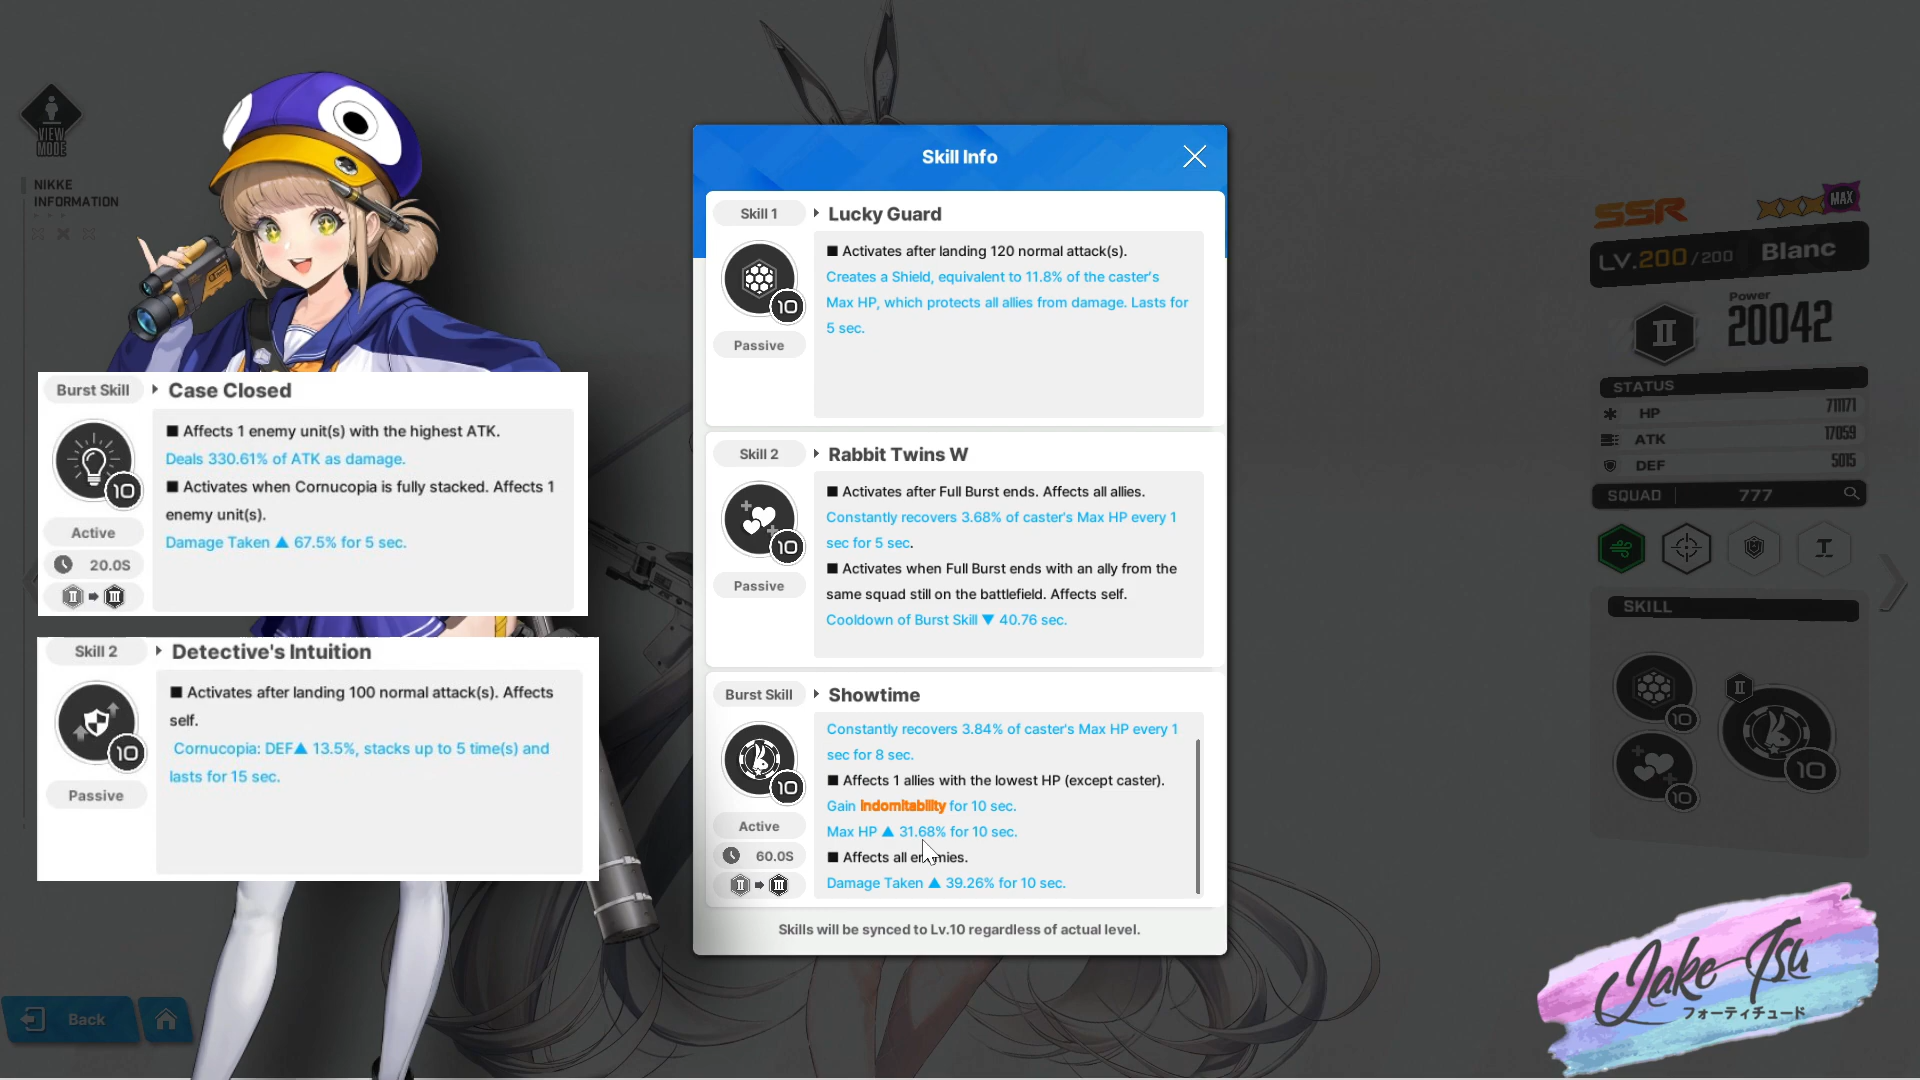 VIEW
MODE
NIKKE
INFORMATION
Burst Skill
Case Closed
■ Affects 1 enemy unit(s) with the highest ATK.
Deals 330.61% of ATK as damage.
■ Activates when Cornucopia is fully stacked. Affects 1
enemy unit(s).
Damage Taken ▲ 67.5% for 5 sec.
10
Active
20.0S
II
III
Skill 2
Detective's Intuition
■ Activates after landing 100 normal attack(s). Affects
self.
Cornucopia: DEF▲ 13.5%, stacks up to 5 time(s) and
lasts for 15 sec.
10
Passive
Back
Skill Info
Skill 1
Lucky Guard
■ Activates after landing 120 normal attack(s).
Creates a Shield, equivalent to 11.8% of the caster's
Max HP, which protects all allies from damage. Lasts for
5 sec.
10
Passive
Skill 2
Rabbit Twins W
■ Activates after Full Burst ends. Affects all allies.
Constantly recovers 3.68% of caster's Max HP every 1
sec for 5 sec.
■ Activates when Full Burst ends with an ally from the
same squad still on the battlefield. Affects self.
Cooldown of Burst Skill ▼ 40.76 sec.
10
Passive
Burst Skill
Showtime
Constantly recovers 3.84% of caster's Max HP every 1
sec for 8 sec.
■ Affects 1 allies with the lowest HP (except caster).
Gain Indomitability for 10 sec.
Max HP ▲ 31.68% for 10 sec.
■ Affects all enemies.
Damage Taken ▲ 39.26% for 10 sec.
10
Active
60.0S
II
III
Skills will be synced to Lv.10 regardless of actual level.
SSR
MAX
LV.200/200 Blanc
II
Power
20042
STATUS
HP 711171
ATK 17059
DEF 5015
SQUAD 777
SKILL
10
II
10
10
Jake Tsu
フォーティチュード